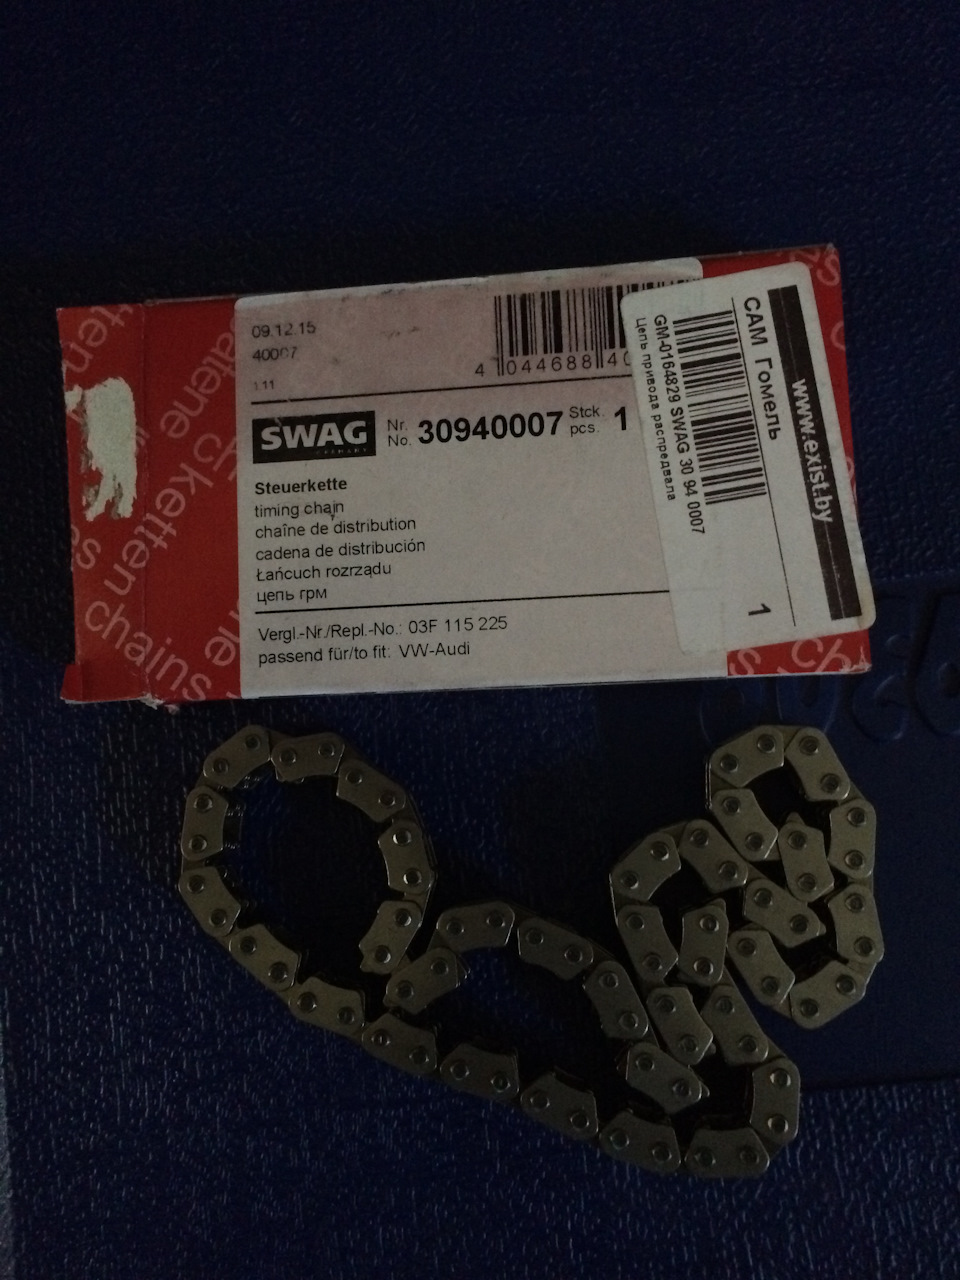 09.12.15
40007
1.11
4 044688 40
SWAG
GERMANY
Nr.
No.
30940007
Stck.
pcs.
1
Steuerkette
timing chain
chaîne de distribution
cadena de distribución
Łańcuch rozrządu
цепь грм
Vergl.-Nr./Repl.-No.: 03F 115 225
passend für/to fit: VW-Audi
www.exist.by
САМ Гомель
GM-0164829 SWAG 30 94 0007
Цепь привода распредвала
1
ketten
chains